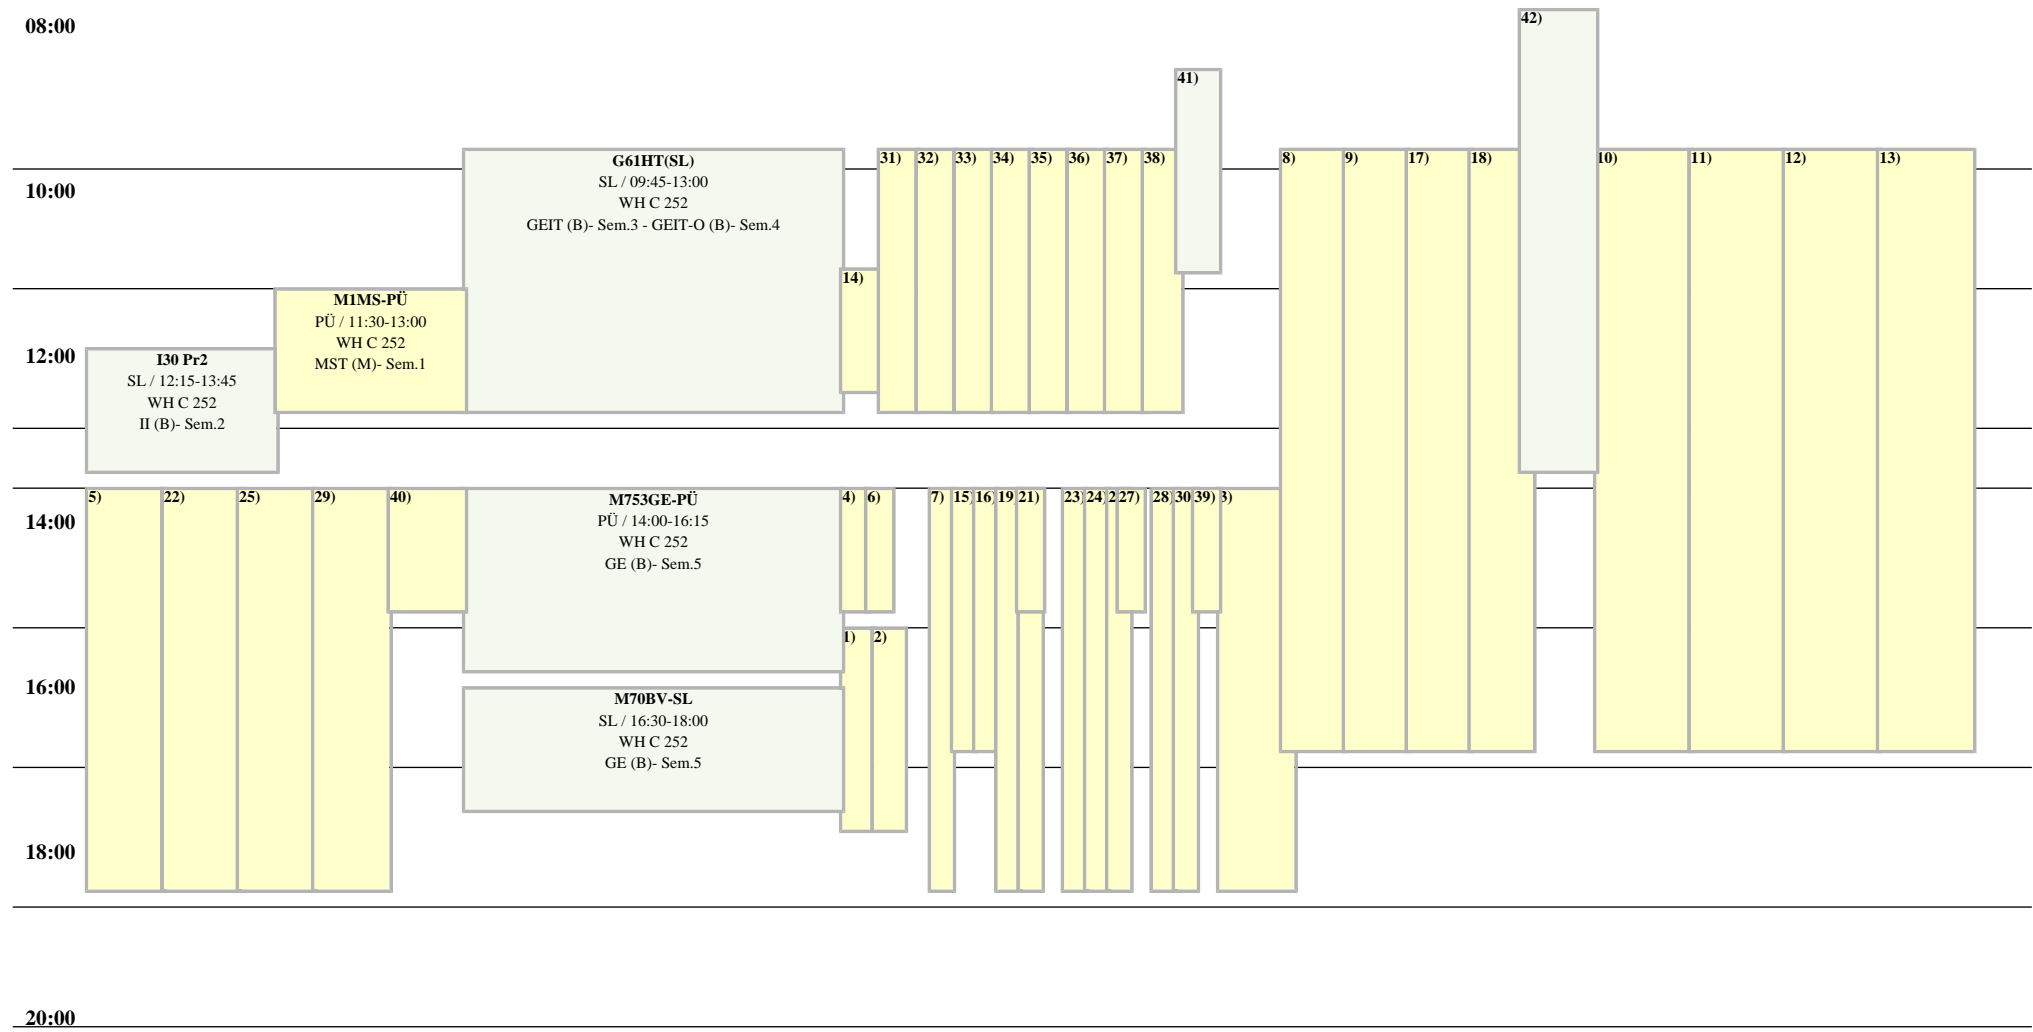 08:00
42)
41)
G61HT(SL)
SL / 09:45-13:00
WH C 252
GEIT (B)- Sem.3 - GEIT-O (B)- Sem.4
31) 32) 33) 34) 35) 36) 37) 38)
8) 9) 17) 18) 10) 11) 12) 13)
10:00
14)
M1MS-PÜ
PÜ / 11:30-13:00
WH C 252
MST (M)- Sem.1
12:00
I30 Pr2
SL / 12:15-13:45
WH C 252
II (B)- Sem.2
5) 22) 25) 29) 40)
M753GE-PÜ
PÜ / 14:00-16:15
WH C 252
GE (B)- Sem.5
4) 6) 7) 15) 16) 19 21) 23) 24) 2 27) 28) 30 39) 3)
14:00
1) 2)
16:00
M70BV-SL
SL / 16:30-18:00
WH C 252
GE (B)- Sem.5
18:00
20:00